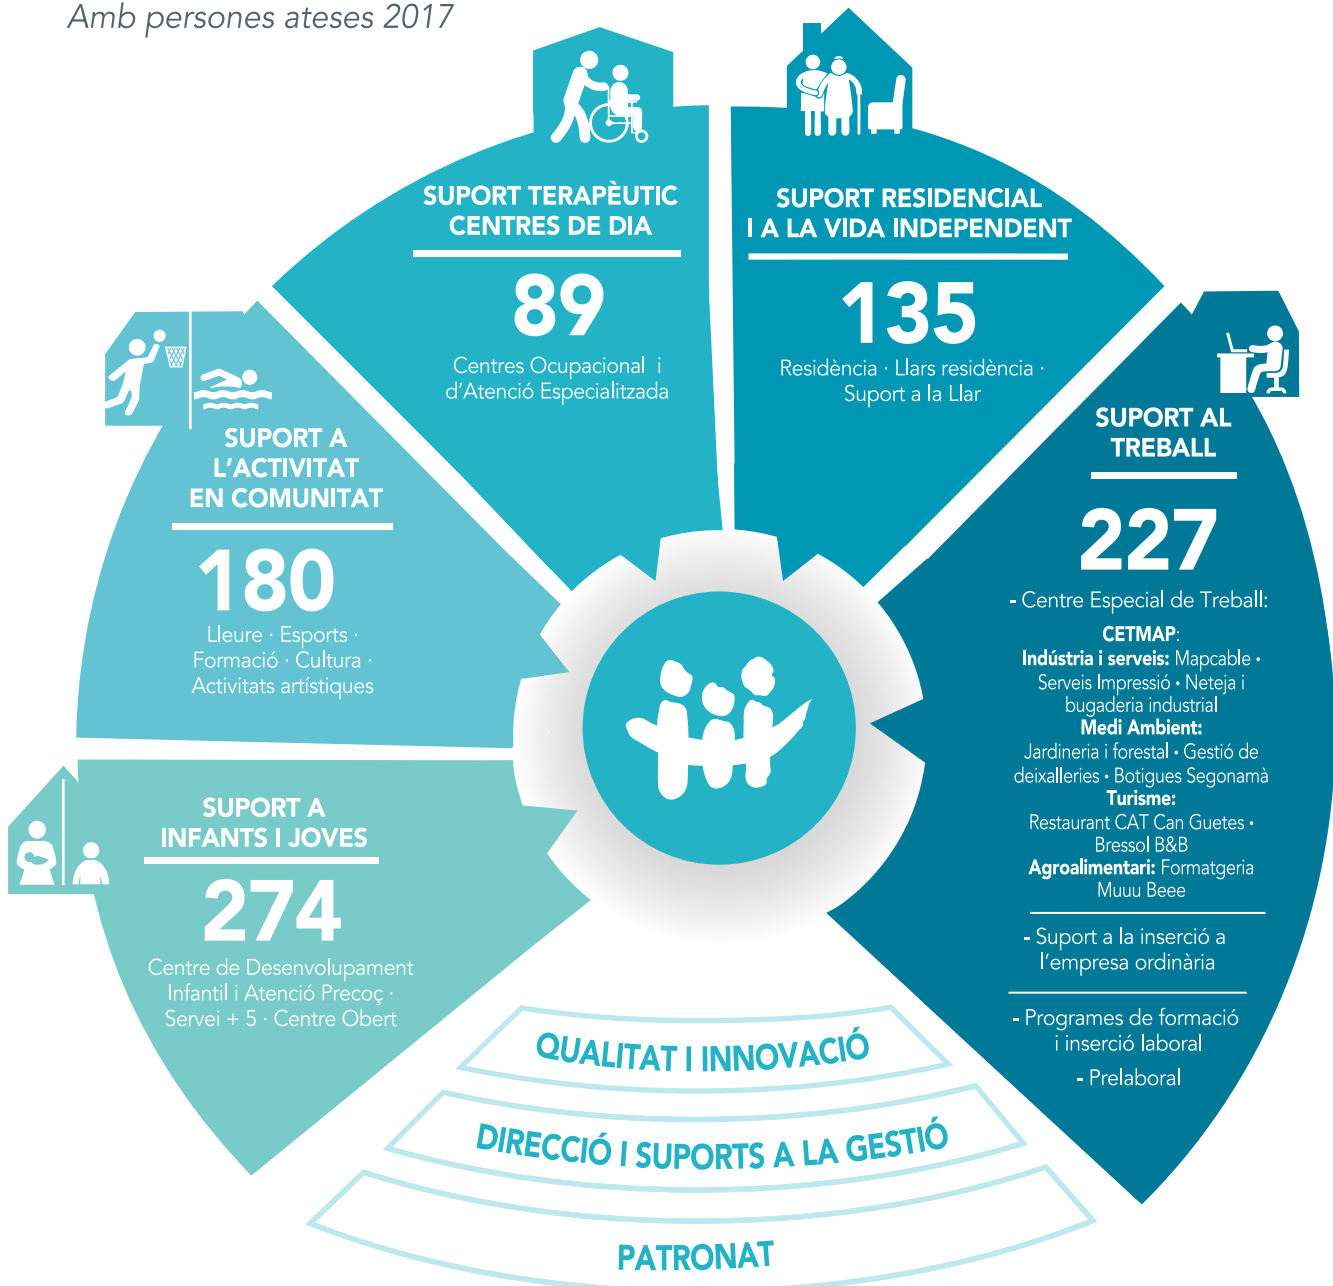 Amb persones ateses 2017
SUPORT TERAPÈUTIC
CENTRES DE DIA
89
Centres Ocupacional i
d'Atenció Especialitzada
SUPORT RESIDENCIAL
I A LA VIDA INDEPENDENT
135
Residència · Llars residència ·
Suport a la Llar
SUPORT A
L'ACTIVITAT
EN COMUNITAT
180
Lleure · Esports ·
Formació · Cultura ·
Activitats artístiques
SUPORT AL
TREBALL
227
- Centre Especial de Treball:
CETMAP:
Indústria i serveis: Mapcable ·
Serveis Impressió · Neteja i
bugaderia industrial
Medi Ambient:
Jardineria i forestal · Gestió de
deixalleries · Botigues Segonamà
Turisme:
Restaurant CAT Can Guetes ·
Bressol B&B
Agroalimentari: Formatgeria
Muuu Beee
- Suport a la inserció a
l'empresa ordinària
- Programes de formació
i inserció laboral
- Prelaboral
SUPORT A
INFANTS I JOVES
274
Centre de Desenvolupament
Infantil i Atenció Precoç ·
Servei + 5 · Centre Obert
QUALITAT I INNOVACIÓ
DIRECCIÓ I SUPORTS A LA GESTIÓ
PATRONAT